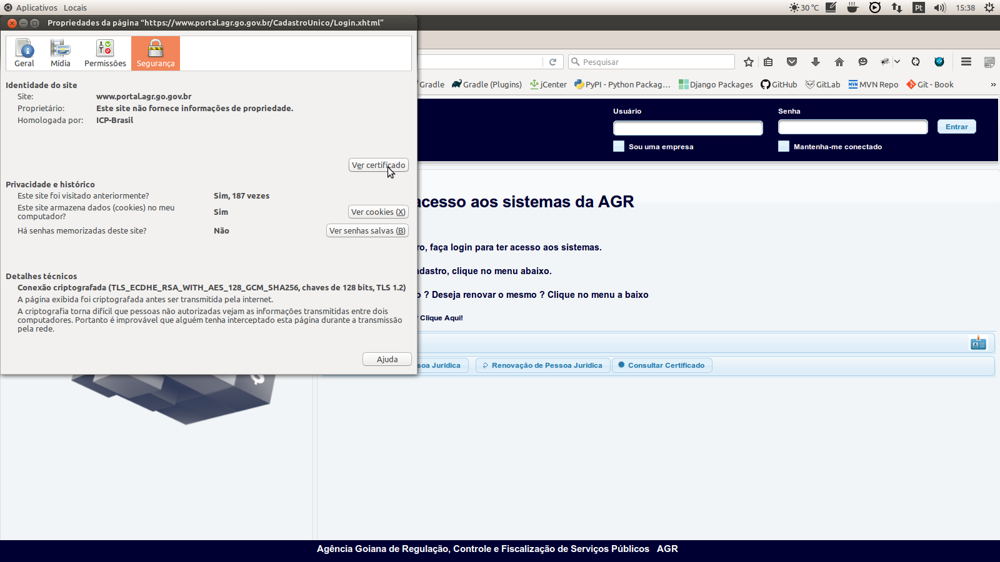 Aplicativos Locais
30 °C Pt 15:38
Propriedades da página “https://www.portal.agr.go.gov.br/CadastroUnico/Login.xhtml”
Geral Mídia Permissões Segurança
Identidade do site
Site: www.portal.agr.go.gov.br
Proprietário: Este site não fornece informações de propriedade.
Homologada por: ICP-Brasil
Ver certificado
Privacidade e histórico
Este site foi visitado anteriormente? Sim, 187 vezes
Este site armazena dados (cookies) no meu
computador?
Sim
Ver cookies (X)
Há senhas memorizadas deste site? Não Ver senhas salvas (B)
Detalhes técnicos
Conexão criptografada (TLS_ECDHE_RSA_WITH_AES_128_GCM_SHA256, chaves de 128 bits, TLS 1.2)
A página exibida foi criptografada antes ser transmitida pela internet.
A criptografia torna difícil que pessoas não autorizadas vejam as informações transmitidas entre dois
computadores. Portanto é improvável que alguém tenha interceptado esta página durante a transmissão
pela rede.
Ajuda
Pesquisar
Gradle Gradle (Plugins) jCenter PyPI - Python Packag... Django Packages GitHub GitLab MVN Repo Git - Book »
Usuário Senha
Entrar
Sou uma empresa Mantenha-me conectado
acesso aos sistemas da AGR
ro, faça login para ter acesso aos sistemas.
adastro, clique no menu abaixo.
o ? Deseja renovar o mesmo ? Clique no menu a baixo
? Clique Aqui!
soa Jurídica Renovação de Pessoa Jurídica Consultar Certificado
Agência Goiana de Regulação, Controle e Fiscalização de Serviços Públicos AGR